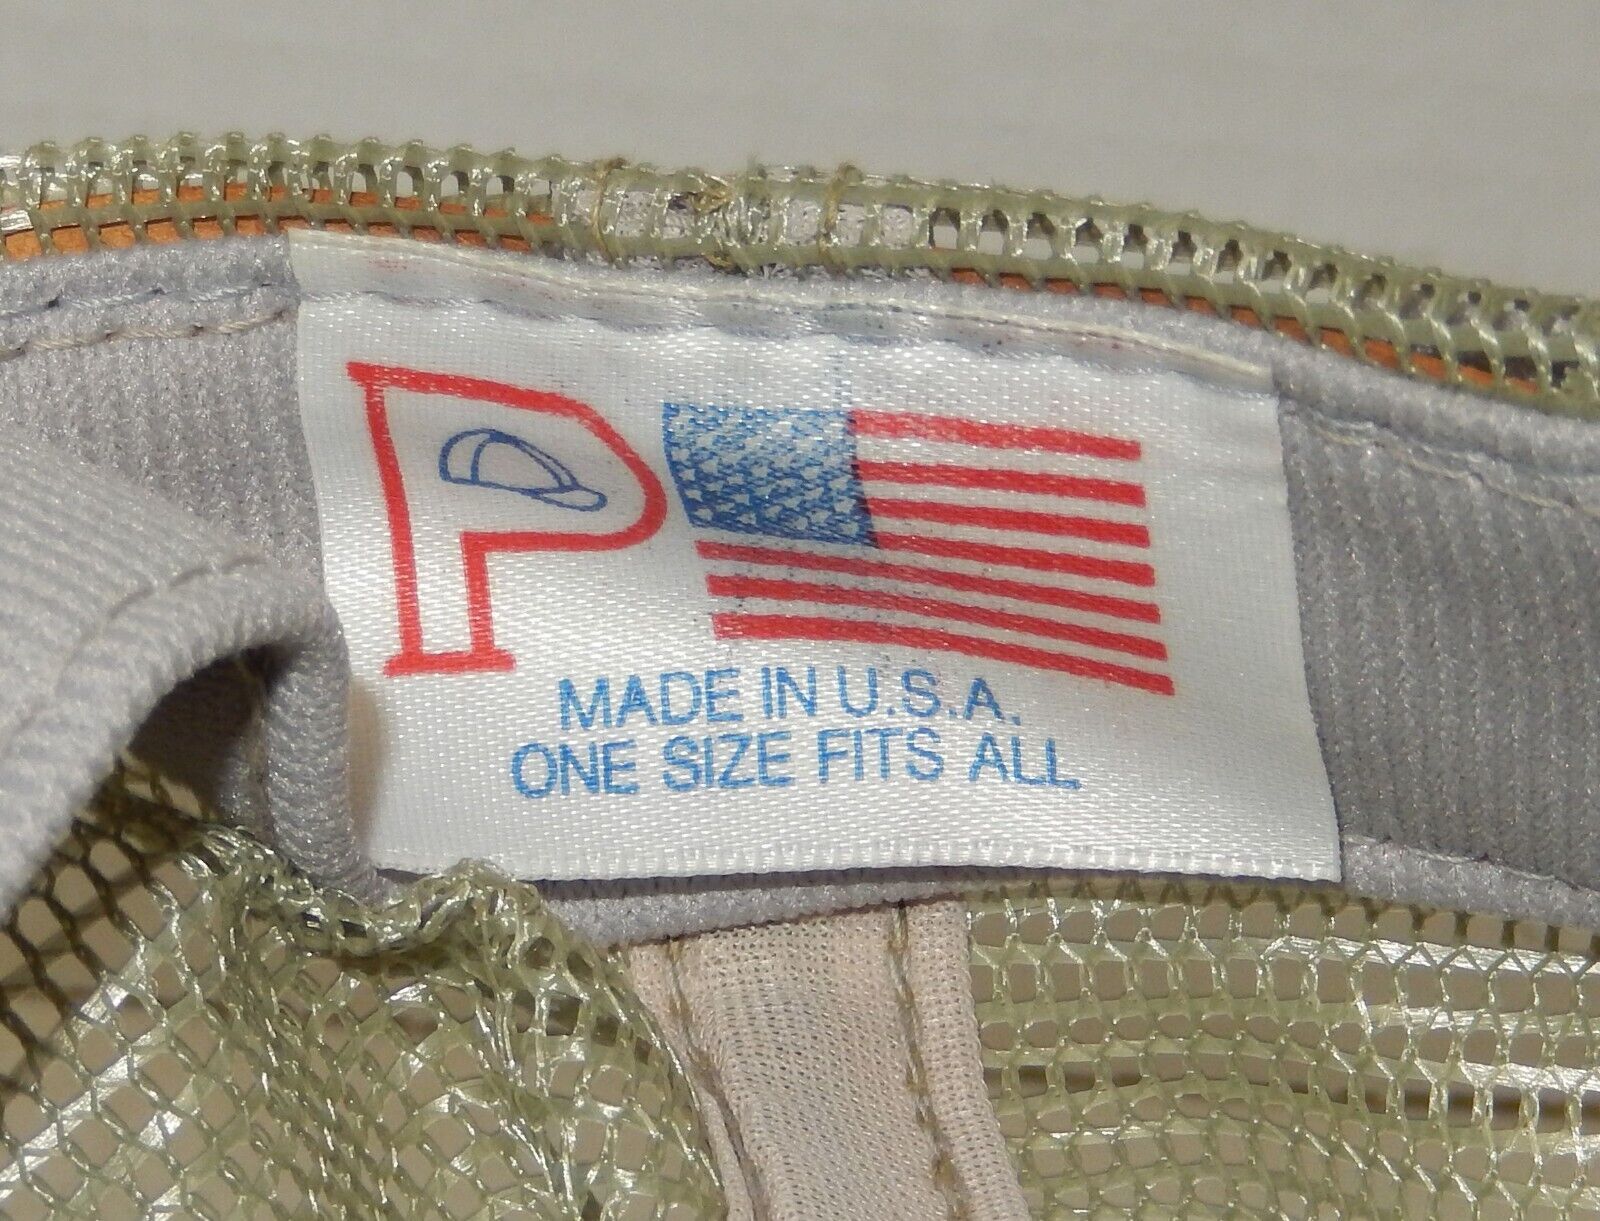 P
MADE IN U.S.A.
ONE SIZE FITS ALL